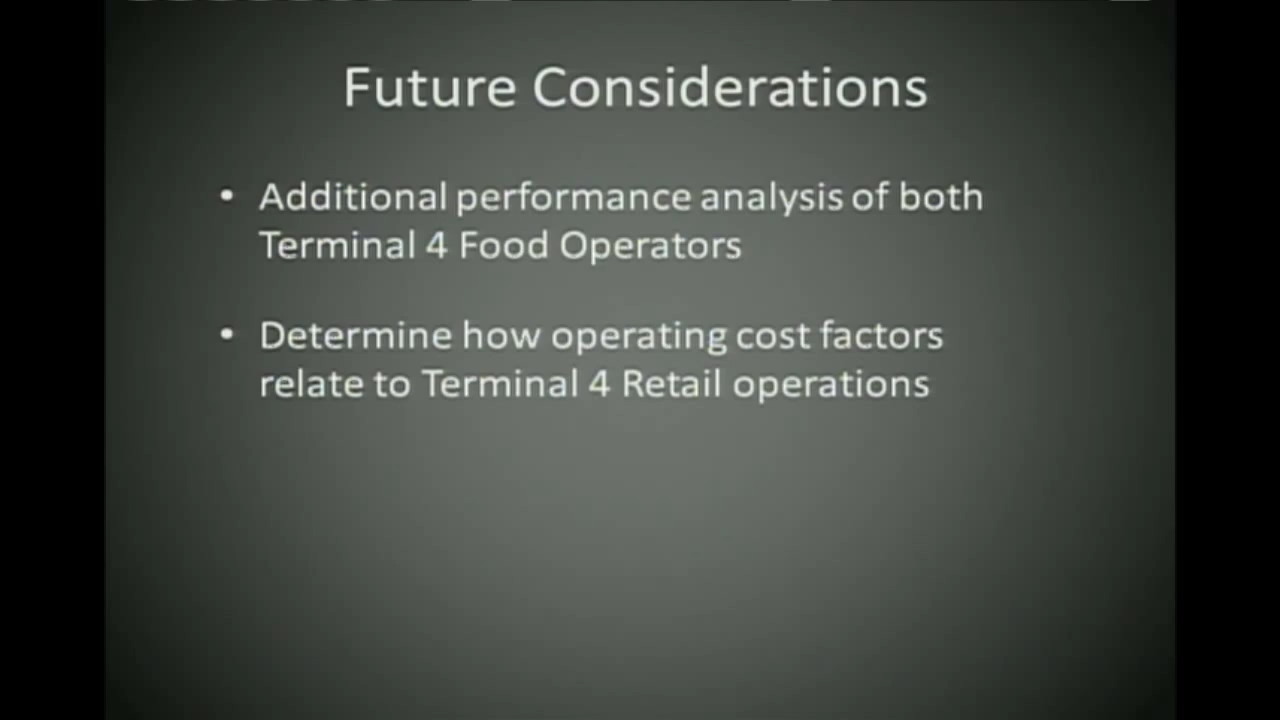 Future Considerations
• Additional performance analysis of both
Terminal 4 Food Operators
• Determine how operating cost factors
relate to Terminal 4 Retail operations